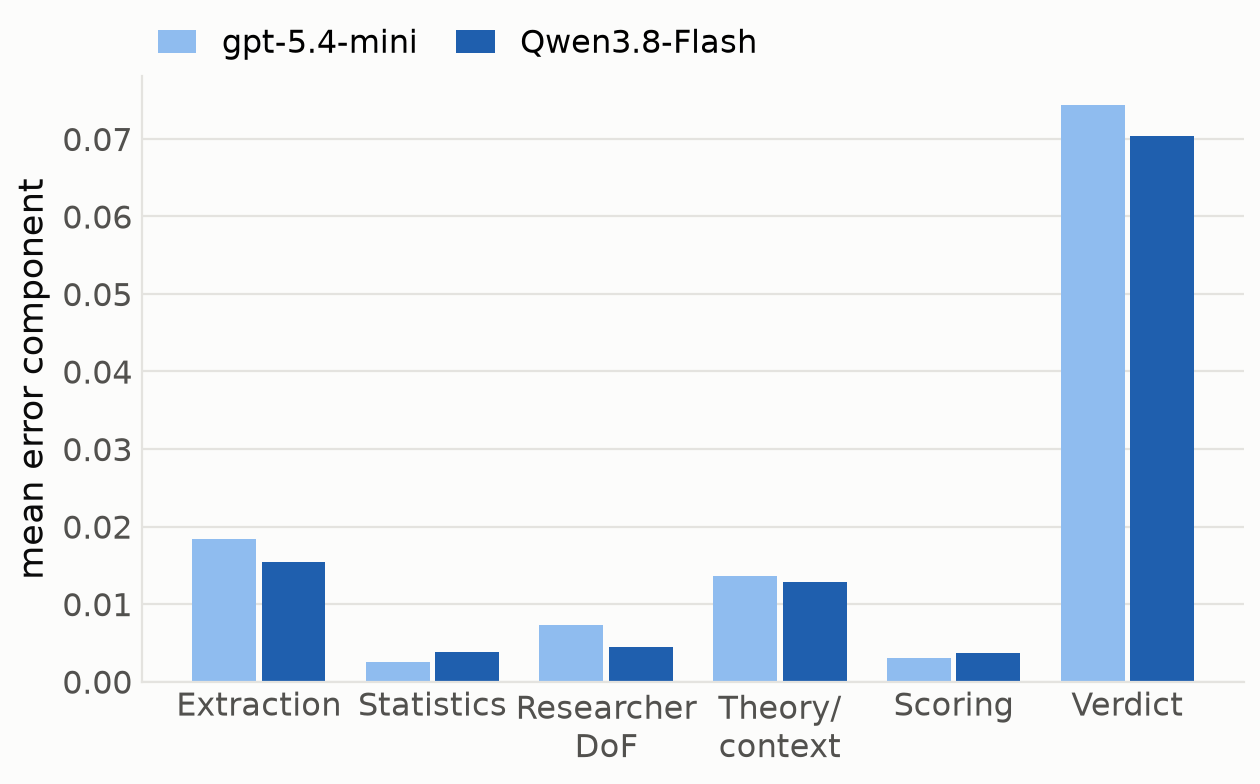 gpt-5.4-mini Qwen3.8-Flash
mean error component
0.07
0.06
0.05
0.04
0.03
0.02
0.01
0.00
Extraction Statistics Researcher DoF Theory/ context Scoring Verdict